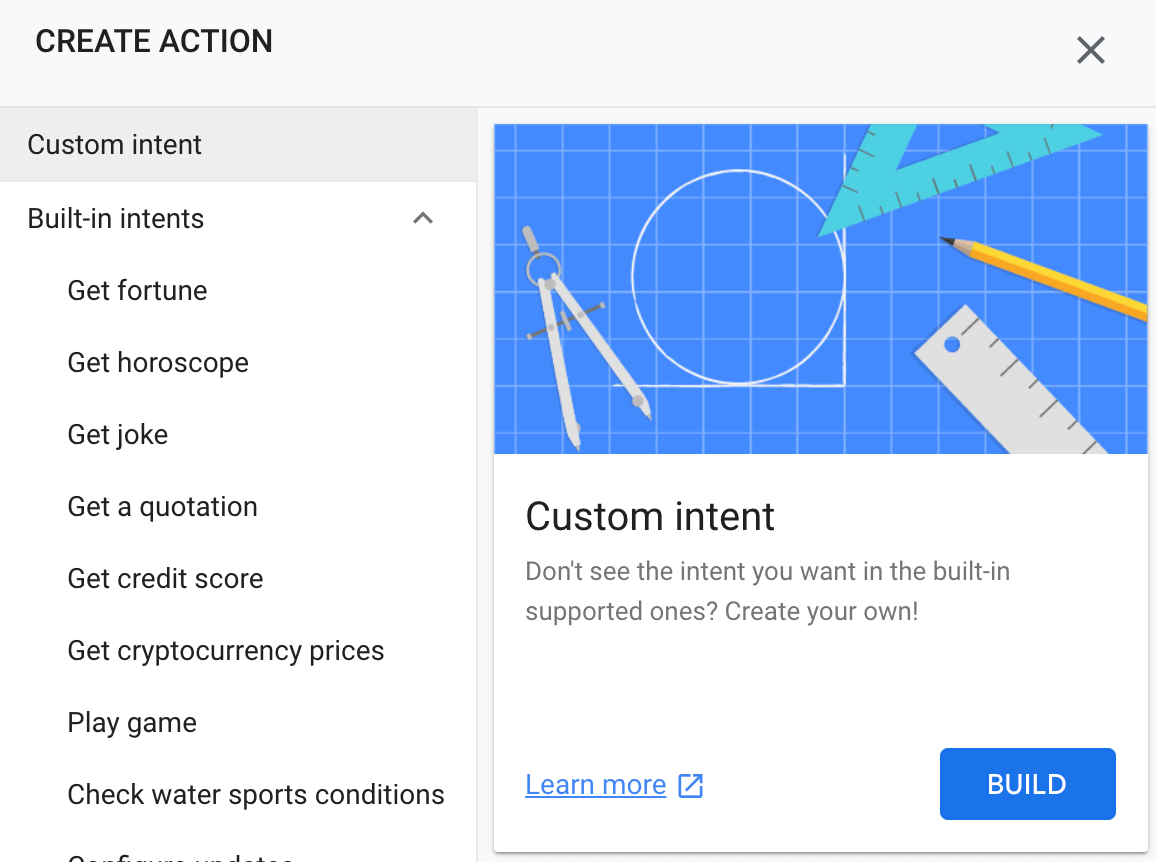 CREATE ACTION
Custom intent
Built-in intents
Get fortune
Get horoscope
Get joke
Get a quotation
Get credit score
Get cryptocurrency prices
Play game
Check water sports conditions
Configure updates
Custom intent
Don't see the intent you want in the built-in
supported ones? Create your own!
Learn more
BUILD